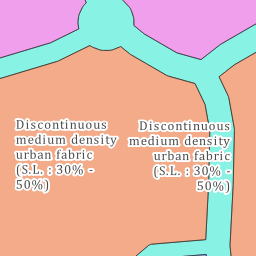 Discontinuous
medium density
urban fabric
(S.L. : 30% -
50%)
Discontinuous
medium density
urban fabric
(S.L. : 30% -
50%)